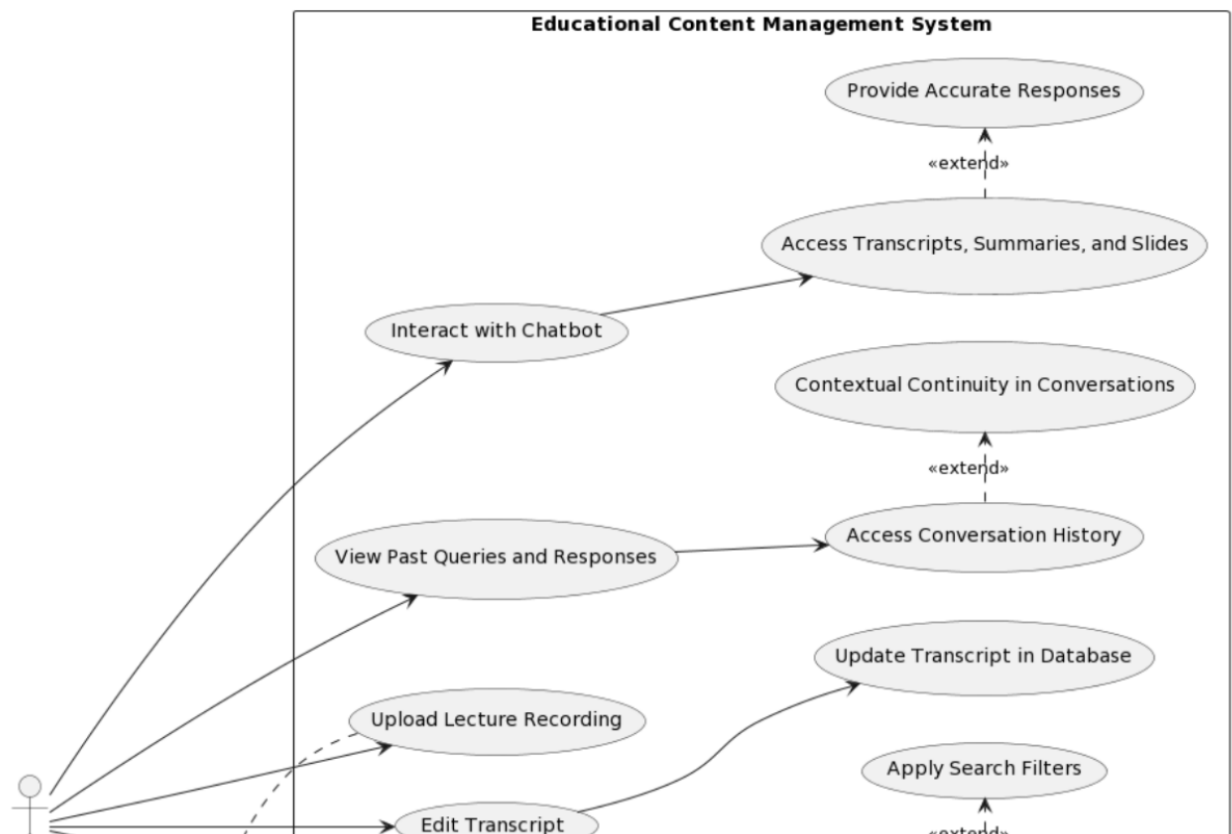 Educational Content Management System
Provide Accurate Responses
«extend»
Access Transcripts, Summaries, and Slides
Interact with Chatbot
Contextual Continuity in Conversations
«extend»
Access Conversation History
View Past Queries and Responses
Update Transcript in Database
Upload Lecture Recording
Apply Search Filters
Edit Transcript
«extend»